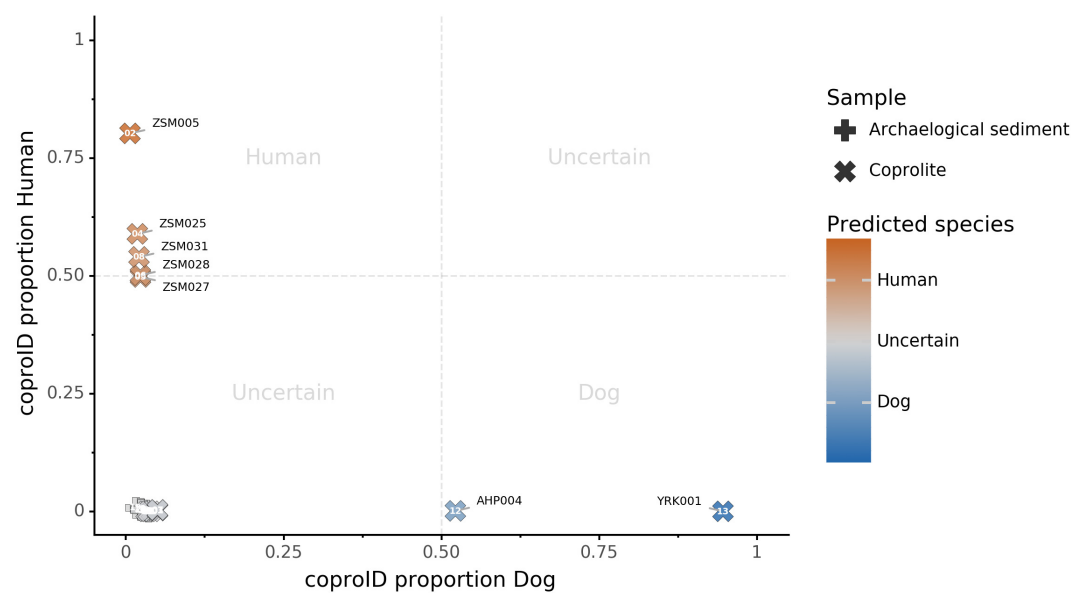 1
0.75
0.50
0.25
0
coproID proportion Human
02 ZSM005
04 ZSM025
08 ZSM031
ZSM028
ZSM027
Human
Uncertain
Uncertain
Dog
12 AHP004
YRK001 13
0 0.25 0.50 0.75 1
coproID proportion Dog
Sample
Archaelogical sediment
Coprolite
Predicted species
Human
Uncertain
Dog